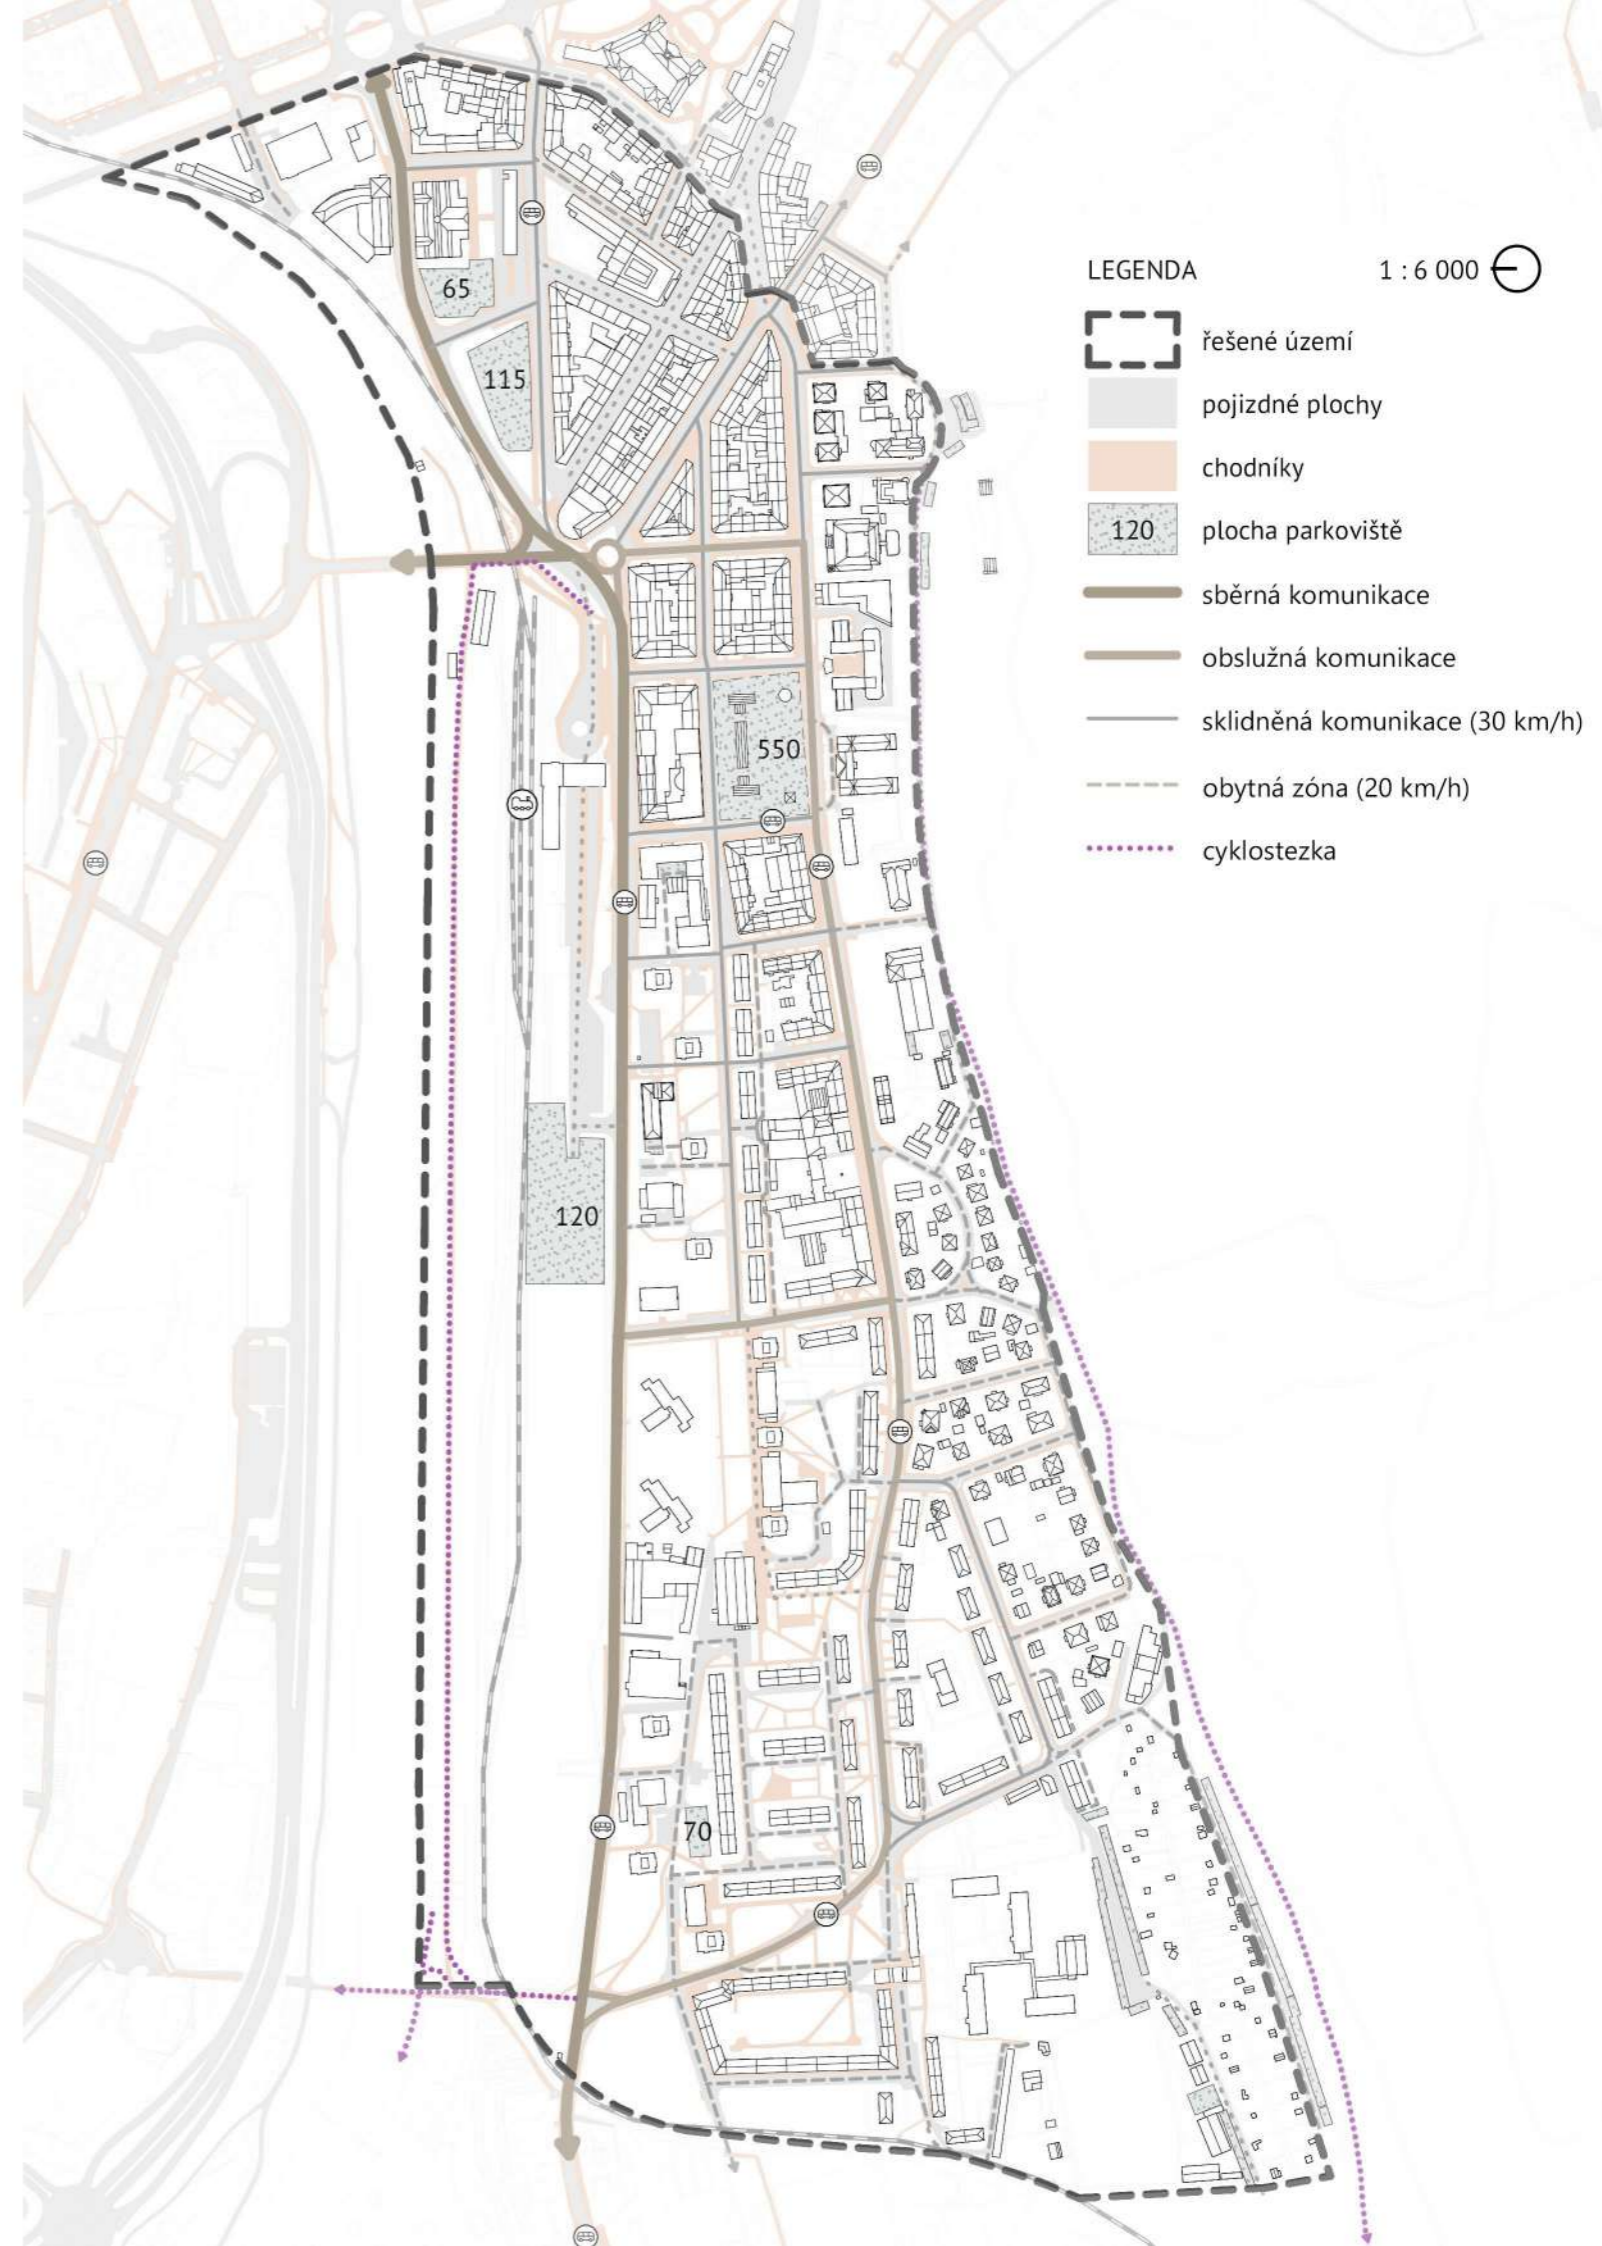 LEGENDA
1 : 6 000
řešené území
pojizdné plochy
chodníky
120
plocha parkoviště
sběrná komunikace
obslužná komunikace
sklidněná komunikace (30 km/h)
obytná zóna (20 km/h)
cyklostezka
65
115
550
120
70